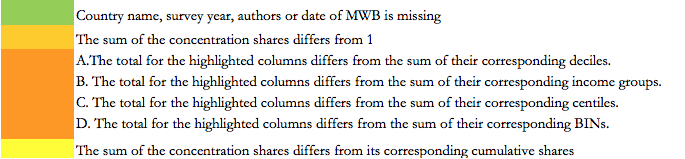 Country name, survey year, authors or date of MWB is missing
The sum of the concentration shares differs from 1
A.The total for the highlighted columns differs from the sum of their corresponding deciles.
B. The total for the highlighted columns differs from the sum of their corresponding income groups.
C. The total for the highlighted columns differs from the sum of their corresponding centiles.
D. The total for the highlighted columns differs from the sum of their corresponding BINs.
The sum of the concentration shares differs from its corresponding cumulative shares